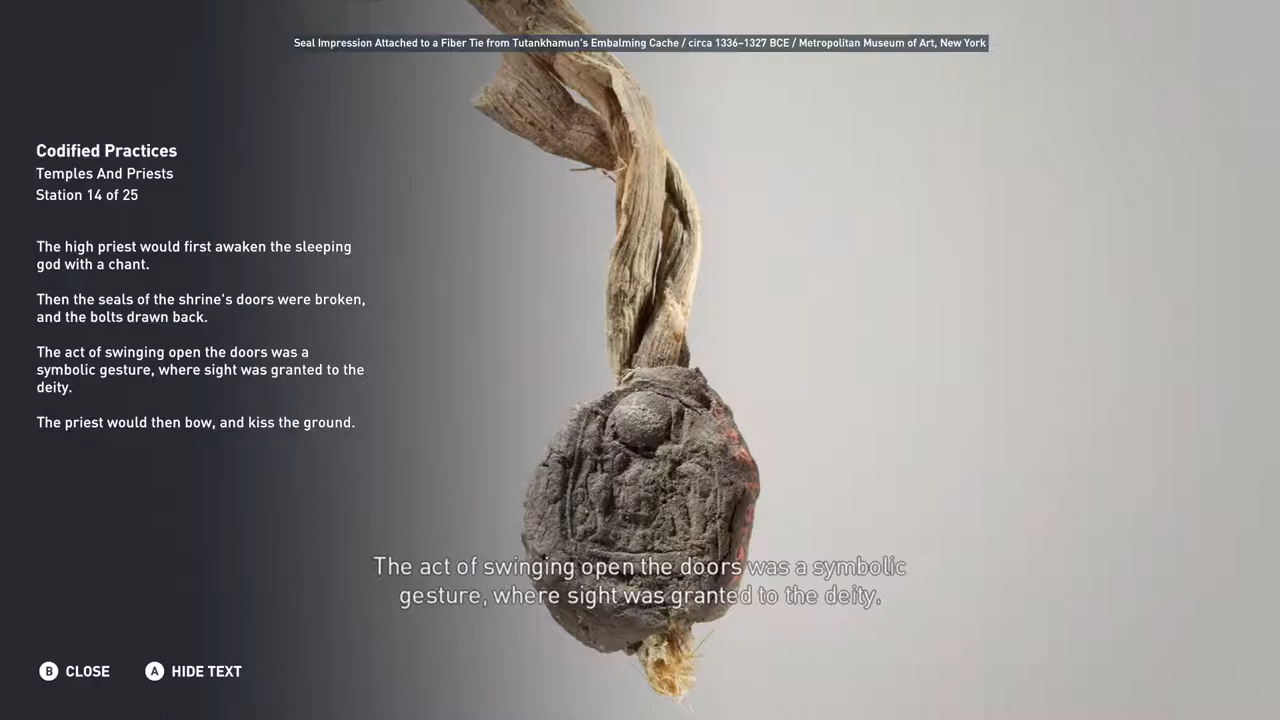 Seal Impression Attached to a Fiber Tie from Tutankhamun's Embalming Cache / circa 1336–1327 BCE / Metropolitan Museum of Art, New York
Codified Practices
Temples And Priests
Station 14 of 25
The high priest would first awaken the sleeping
god with a chant.
Then the seals of the shrine's doors were broken,
and the bolts drawn back.
The act of swinging open the doors was a
symbolic gesture, where sight was granted to the
deity.
The priest would then bow, and kiss the ground.
The act of swinging open the doors was a symbolic
gesture, where sight was granted to the deity.
B CLOSE A HIDE TEXT